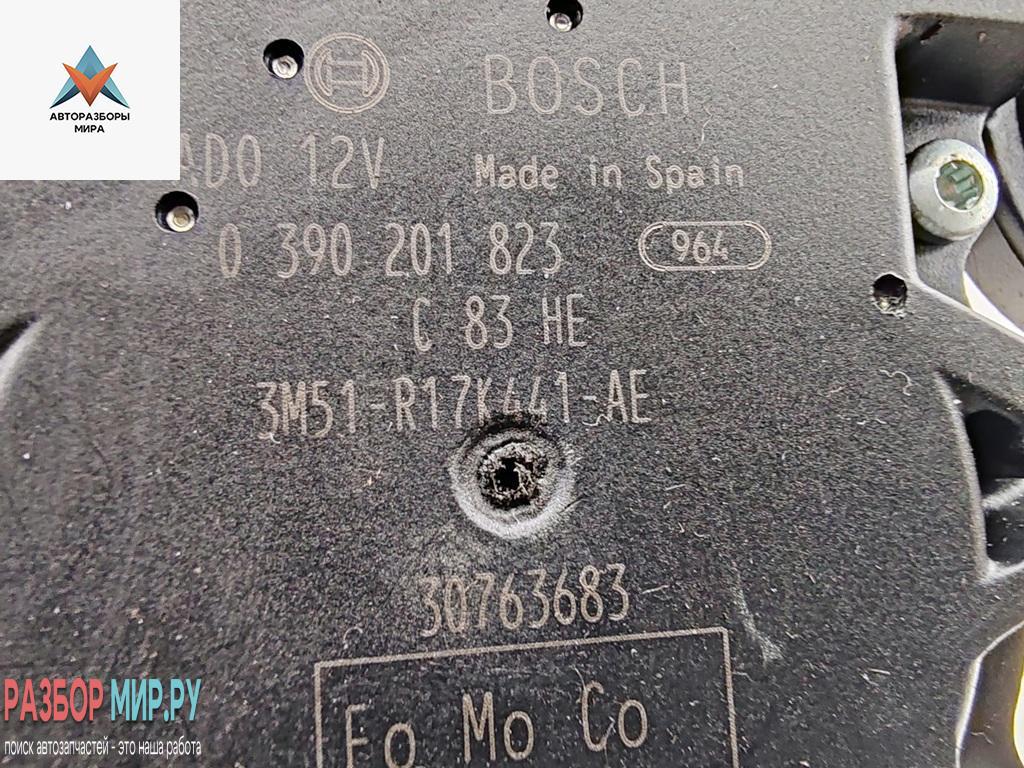 АВТОРАЗБОРЫ
МИРА
BOSCH
12V Made in Spain
0 390 201 823 964
C 83 HE
3M51-R17K441-AE
30763683
Fo Mo Co
РАЗБОР МИР.РУ
поиск автозапчастей - это наша работа